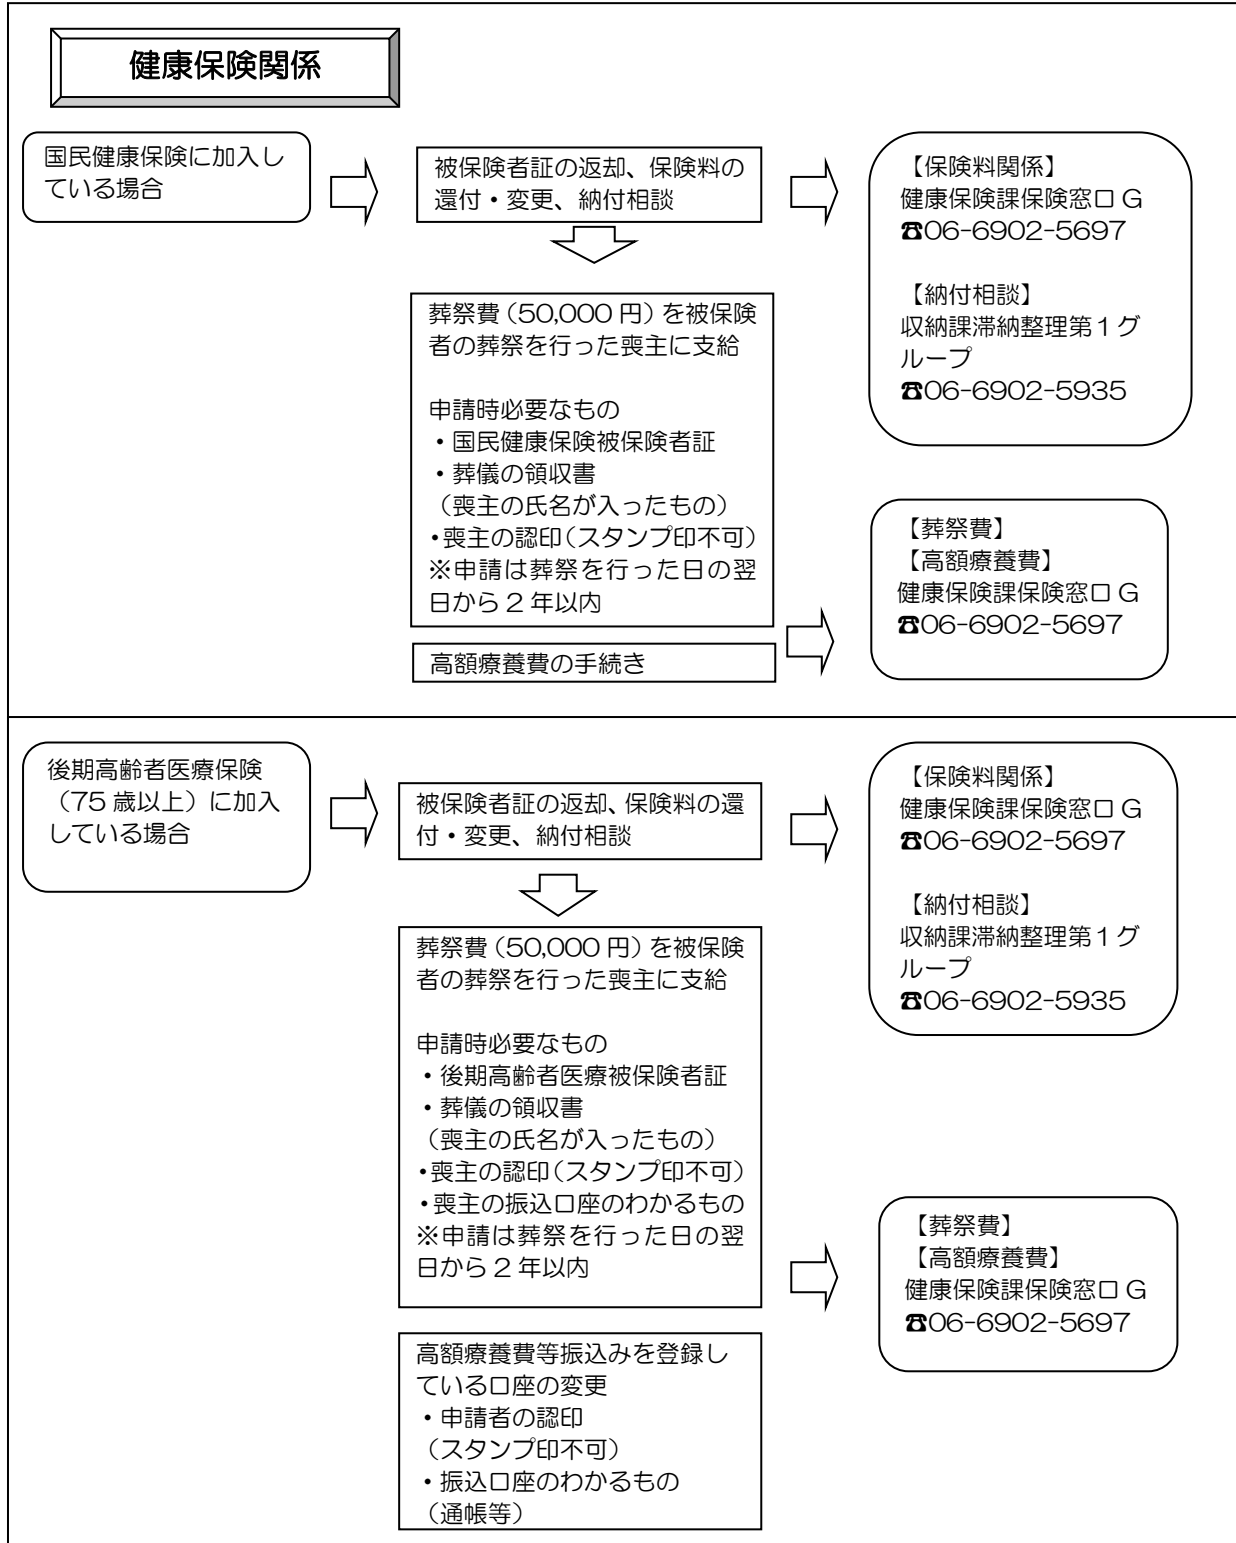 健康保険関係
国民健康保険に加入し
ている場合
被保険者証の返却、保険料の
還付・変更、納付相談
【保険料関係】
健康保険課保険窓口 G
☎06-6902-5697
【納付相談】
収納課滞納整理第１グ
ループ
☎06-6902-5935
葬祭費（50,000 円）を被保険
者の葬祭を行った喪主に支給
申請時必要なもの
・国民健康保険被保険者証
・葬儀の領収書
（喪主の氏名が入ったもの）
・喪主の認印（スタンプ印不可）
※申請は葬祭を行った日の翌
日から 2 年以内
高額療養費の手続き
【葬祭費】
【高額療養費】
健康保険課保険窓口 G
☎06-6902-5697
後期高齢者医療保険
（75 歳以上）に加入
している場合
被保険者証の返却、保険料の還
付・変更、納付相談
【保険料関係】
健康保険課保険窓口 G
☎06-6902-5697
【納付相談】
収納課滞納整理第１グ
ループ
☎06-6902-5935
葬祭費（50,000 円）を被保険
者の葬祭を行った喪主に支給
申請時必要なもの
・後期高齢者医療被保険者証
・葬儀の領収書
（喪主の氏名が入ったもの）
・喪主の認印（スタンプ印不可）
・喪主の振込口座のわかるもの
※申請は葬祭を行った日の翌
日から 2 年以内
【葬祭費】
【高額療養費】
健康保険課保険窓口 G
☎06-6902-5697
高額療養費等振込みを登録し
ている口座の変更
・申請者の認印
（スタンプ印不可）
・振込口座のわかるもの
（通帳等）